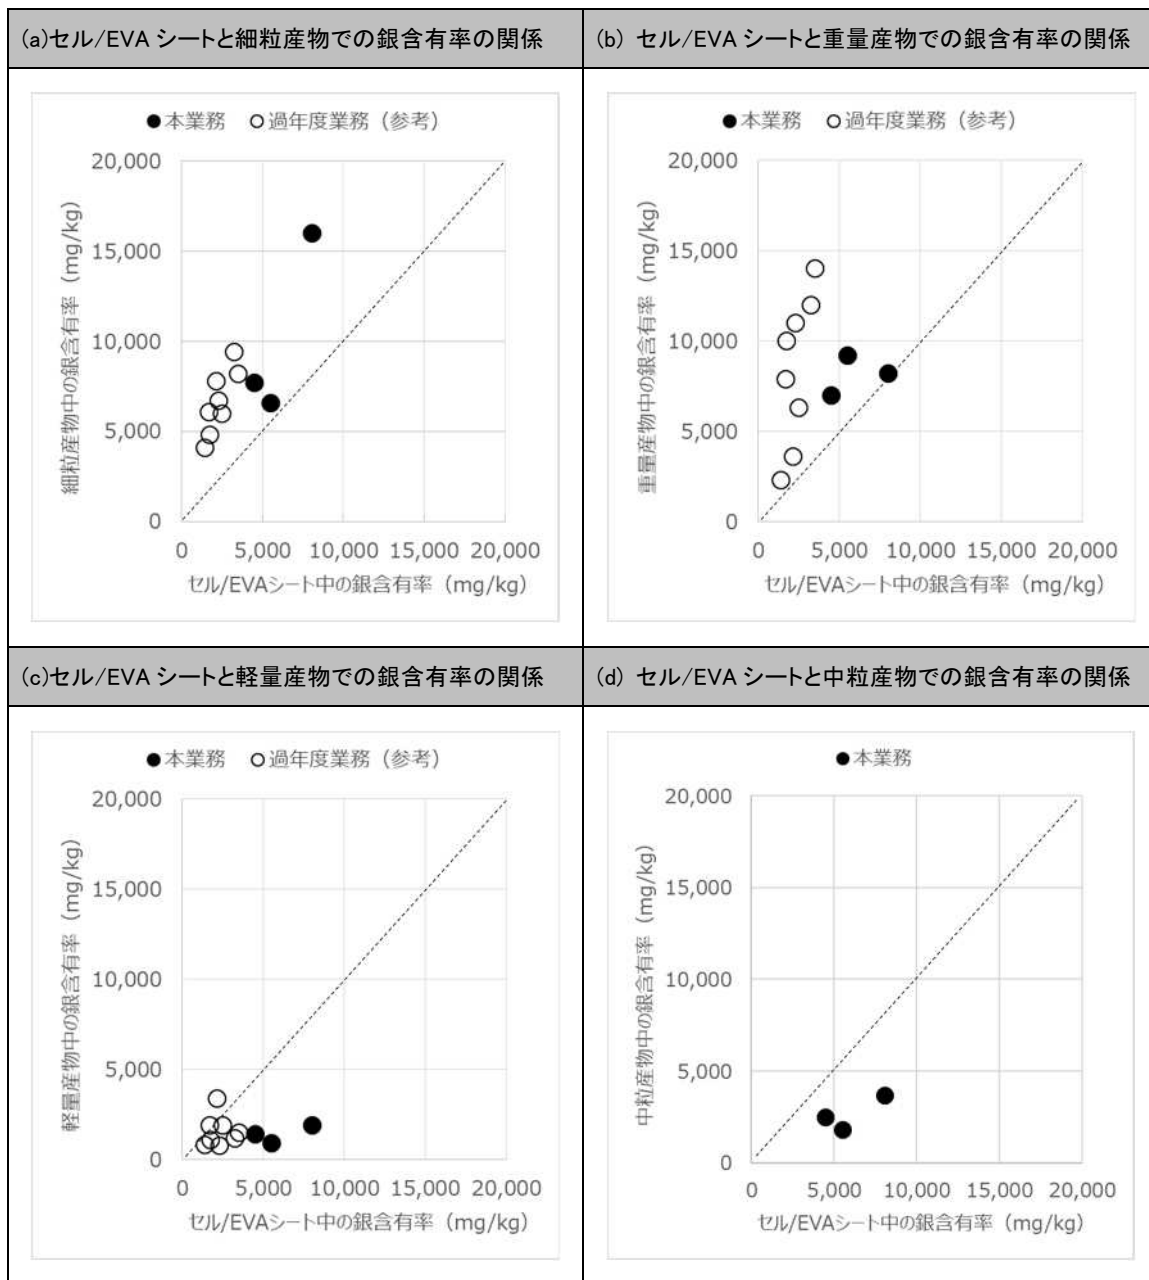 (a)セル/EVA シートと細粒産物での銀含有率の関係
(b) セル/EVA シートと重量産物での銀含有率の関係
●本業務 ○過年度業務（参考）
20,000
15,000
10,000
5,000
0
細粒産物中の銀含有率（mg/kg）
0 5,000 10,000 15,000 20,000
セル/EVAシート中の銀含有率（mg/kg）
●本業務 ○過年度業務（参考）
20,000
15,000
10,000
5,000
0
重量産物中の銀含有率（mg/kg）
0 5,000 10,000 15,000 20,000
セル/EVAシート中の銀含有率（mg/kg）
(c)セル/EVA シートと軽量産物での銀含有率の関係
(d) セル/EVA シートと中粒産物での銀含有率の関係
●本業務 ○過年度業務（参考）
20,000
15,000
10,000
5,000
0
軽量産物中の銀含有率（mg/kg）
0 5,000 10,000 15,000 20,000
セル/EVAシート中の銀含有率（mg/kg）
●本業務
20,000
15,000
10,000
5,000
0
中粒産物中の銀含有率（mg/kg）
0 5,000 10,000 15,000 20,000
セル/EVAシート中の銀含有率（mg/kg）